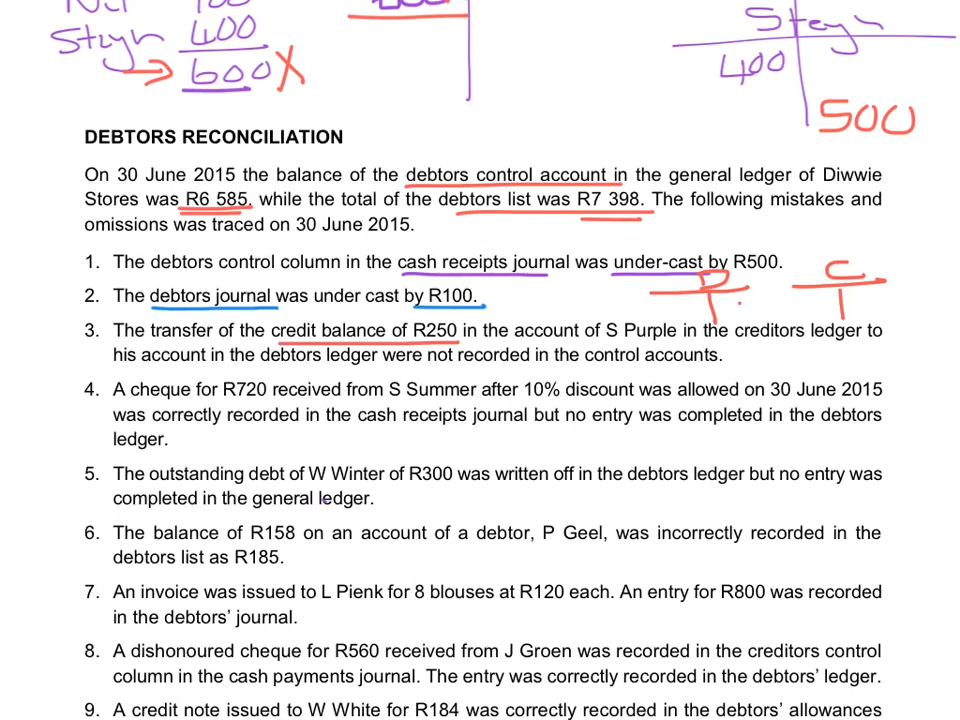 Steyn 400
600 X
Steyn
400
500
DEBTORS RECONCILIATION
On 30 June 2015 the balance of the debtors control account in the general ledger of Diwwie
Stores was R6 585, while the total of the debtors list was R7 398. The following mistakes and
omissions was traced on 30 June 2015.
1. The debtors control column in the cash receipts journal was under-cast by R500.
D C
2. The debtors journal was under cast by R100.
3. The transfer of the credit balance of R250 in the account of S Purple in the creditors ledger to
his account in the debtors ledger were not recorded in the control accounts.
4. A cheque for R720 received from S Summer after 10% discount was allowed on 30 June 2015
was correctly recorded in the cash receipts journal but no entry was completed in the debtors
ledger.
5. The outstanding debt of W Winter of R300 was written off in the debtors ledger but no entry was
completed in the general ledger.
6. The balance of R158 on an account of a debtor, P Geel, was incorrectly recorded in the
debtors list as R185.
7. An invoice was issued to L Pienk for 8 blouses at R120 each. An entry for R800 was recorded
in the debtors’ journal.
8. A dishonoured cheque for R560 received from J Groen was recorded in the creditors control
column in the cash payments journal. The entry was correctly recorded in the debtors’ ledger.
9. A credit note issued to W White for R184 was correctly recorded in the debtors’ allowances